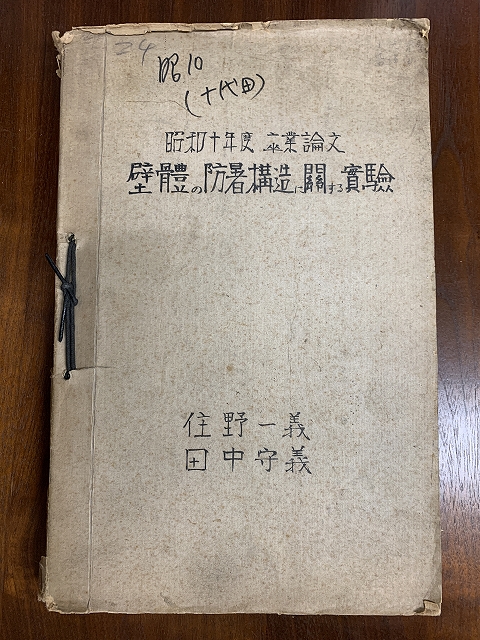 24
昭10
(十代田)
昭和十年度 卒業論文
壁體の防暑構造に關する實驗
住野一義
田中守義